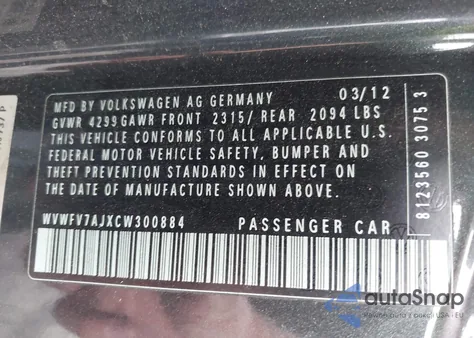 MFD BY VOLKSWAGEN AG GERMANY 03/12
GVWR 4299 GAWR FRONT 2315/ REAR 2094 LBS
THIS VEHICLE CONFORMS TO ALL APPLICABLE U.S.
FEDERAL MOTOR VEHICLE SAFETY, BUMPER AND
THEFT PREVENTION STANDARDS IN EFFECT ON
THE DATE OF MANUFACTURE SHOWN ABOVE.
WVWFV7AJXCW300884 PASSENGER CAR
8123560 3075 3
autoSnap